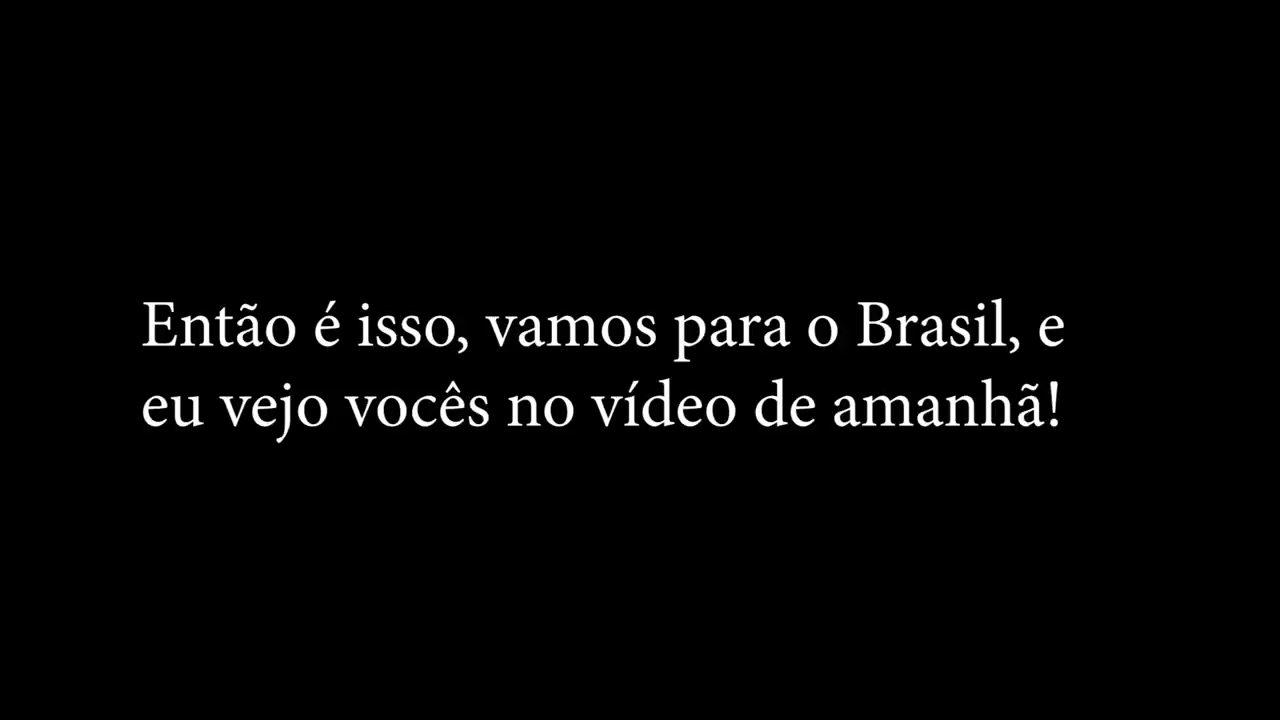 Então é isso, vamos para o Brasil, e
eu vejo vocês no vídeo de amanhã!